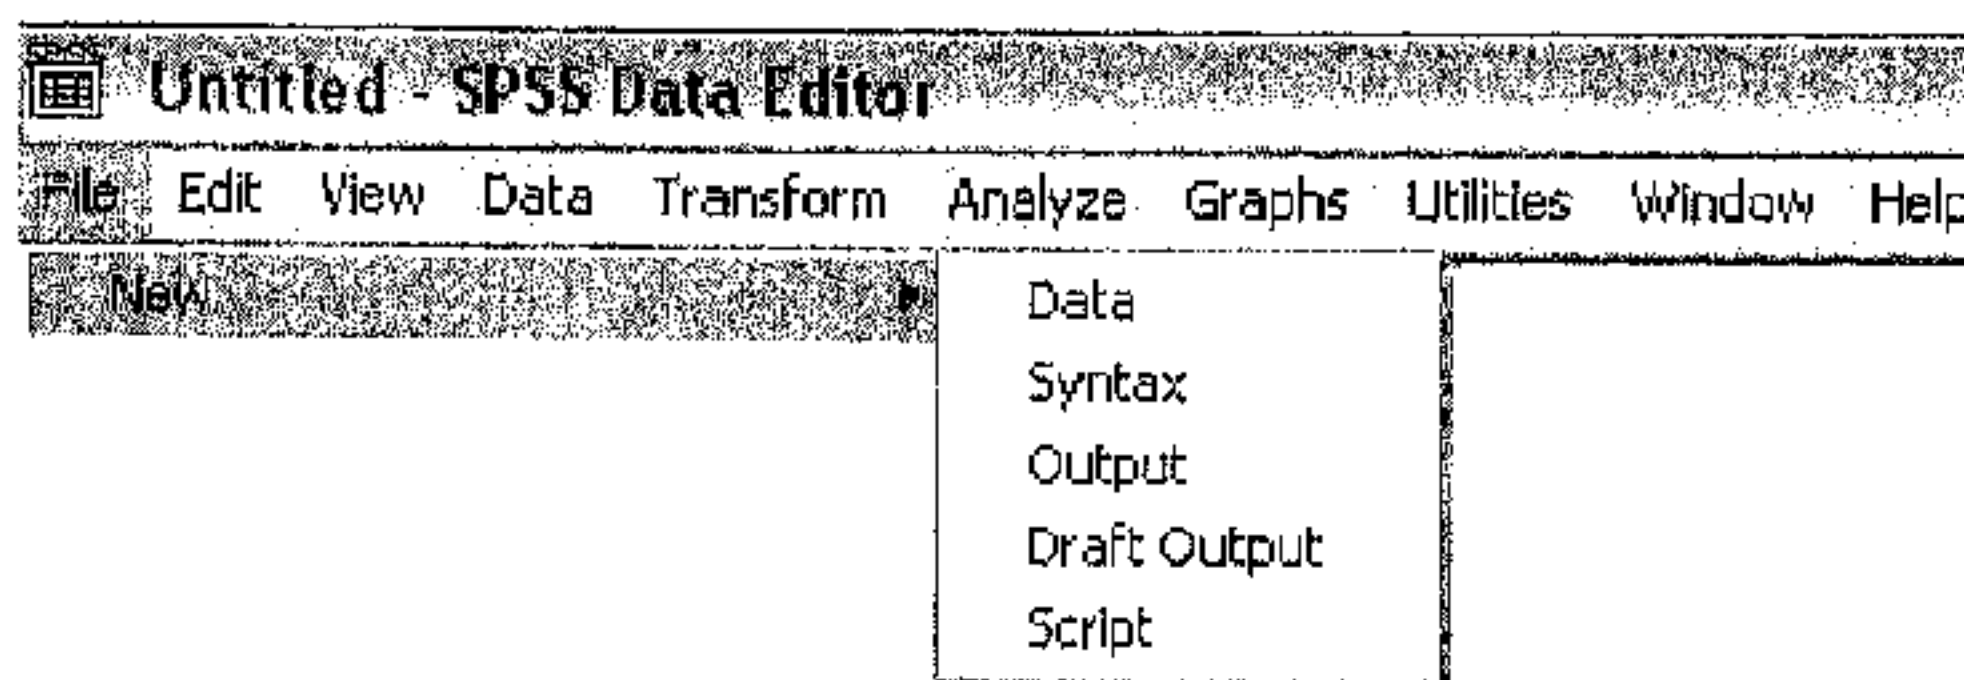 Untitled - SPSS Data Editor
File Edit View Data Transform Analyze Graphs Utilities Window Help
New
Data
Syntax
Output
Draft Output
Script